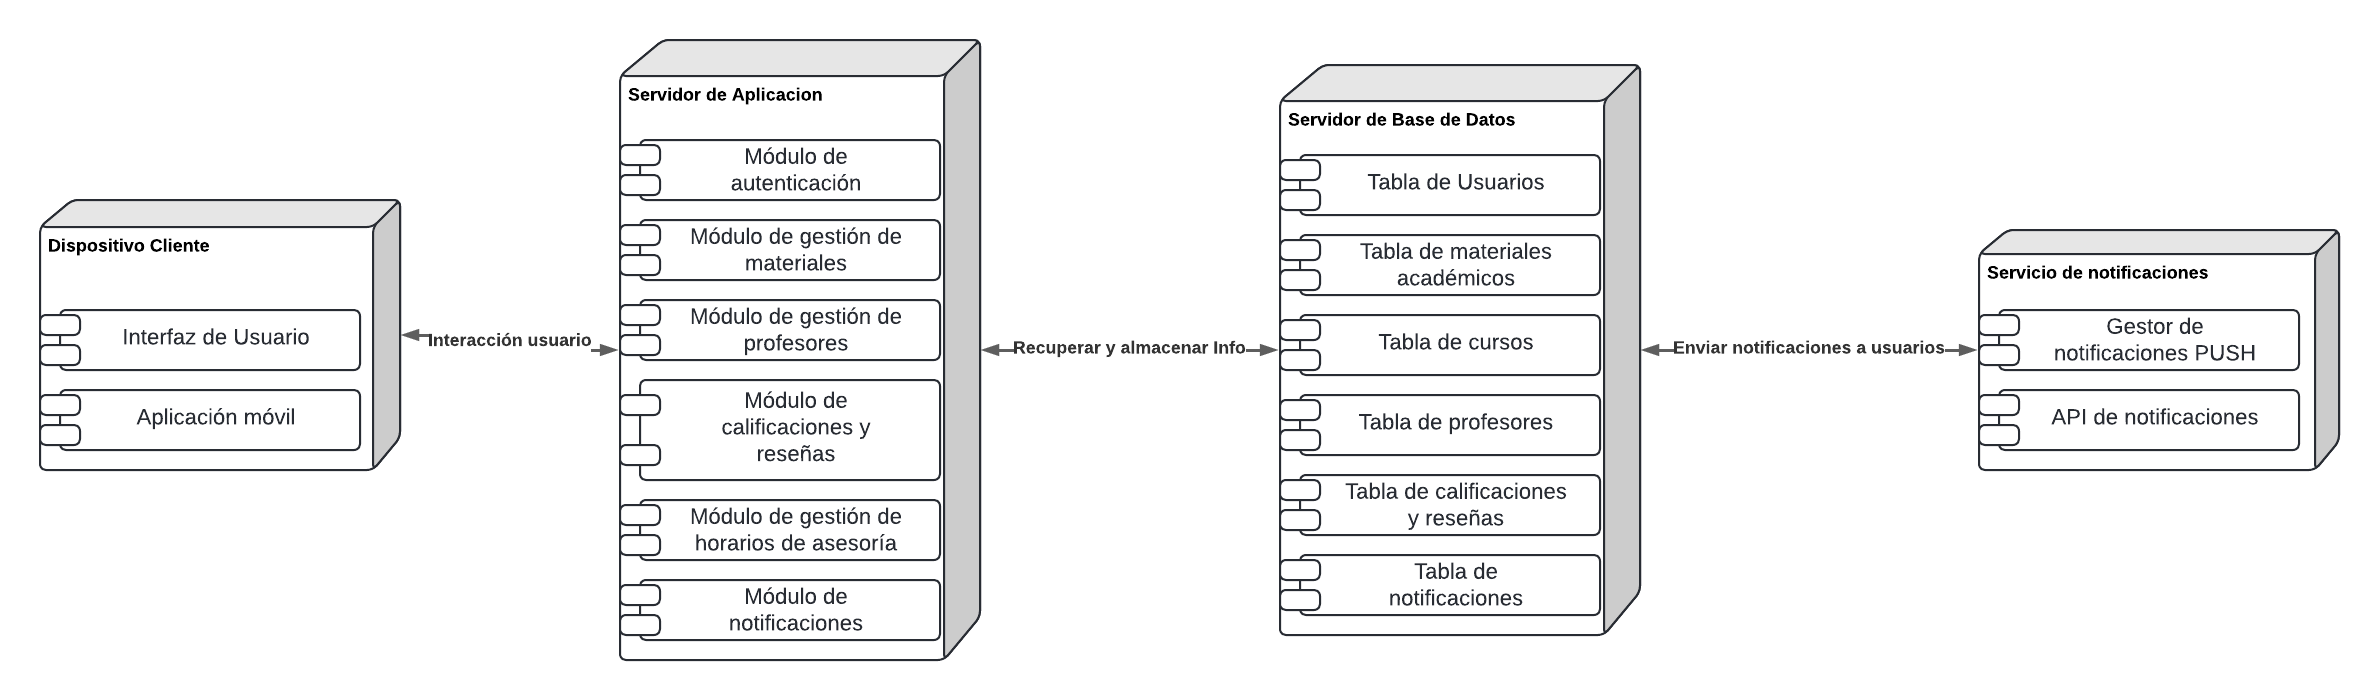 Dispositivo Cliente
Interfaz de Usuario
Aplicación móvil
Interacción usuario
Servidor de Aplicacion
Módulo de
autenticación
Módulo de gestión de
materiales
Módulo de gestión de
profesores
Módulo de
calificaciones y
reseñas
Módulo de gestión de
horarios de asesoría
Módulo de
notificaciones
Recuperar y almacenar Info
Servidor de Base de Datos
Tabla de Usuarios
Tabla de materiales
académicos
Tabla de cursos
Tabla de profesores
Tabla de calificaciones
y reseñas
Tabla de
notificaciones
Enviar notificaciones a usuarios
Servicio de notificaciones
Gestor de
notificaciones PUSH
API de notificaciones